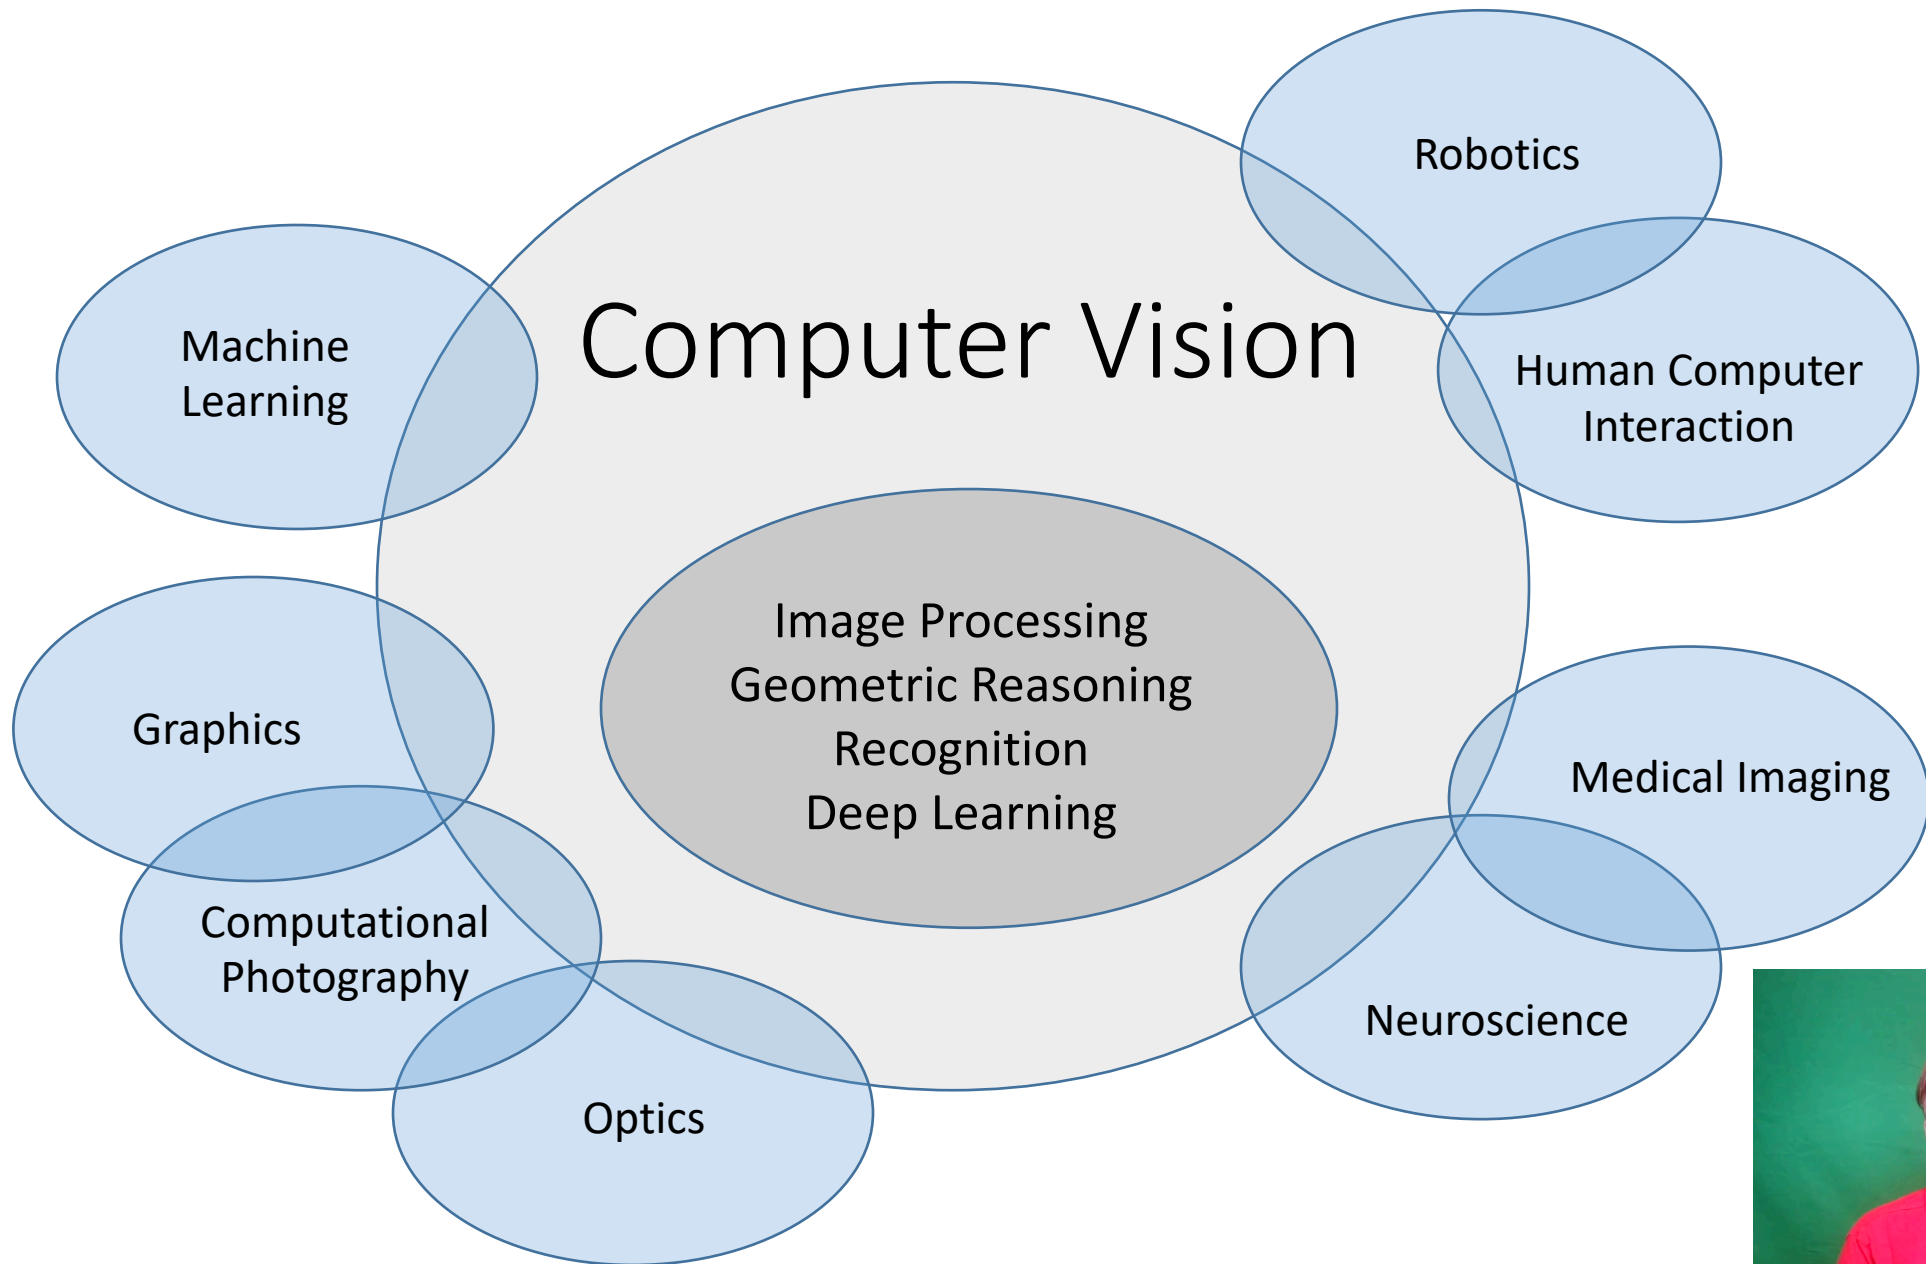 Robotics
Machine
Learning
Computer Vision
Human Computer
Interaction
Image Processing
Geometric Reasoning
Recognition
Deep Learning
Graphics
Medical Imaging
Computational
Photography
Neuroscience
Optics